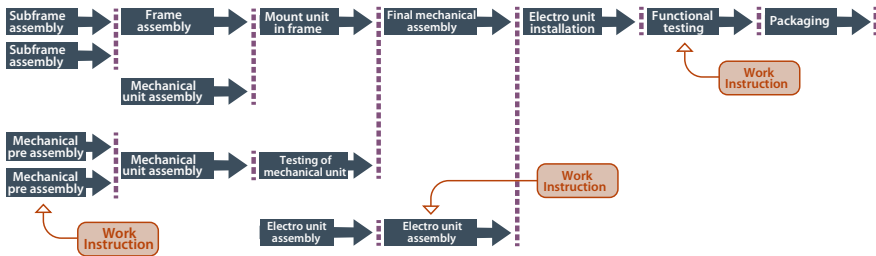 Subframe
assembly
Frame
assembly
Mount unit
in frame
Final mechanical
assembly
Electro unit
installation
Functional
testing
Packaging
Subframe
assembly
Work
Instruction
Mechanical
unit assembly
Mechanical
pre assembly
Mechanical
unit assembly
Testing of
mechanical unit
Mechanical
pre assembly
Work
Instruction
Work
Instruction
Electro unit
assembly
Electro unit
assembly